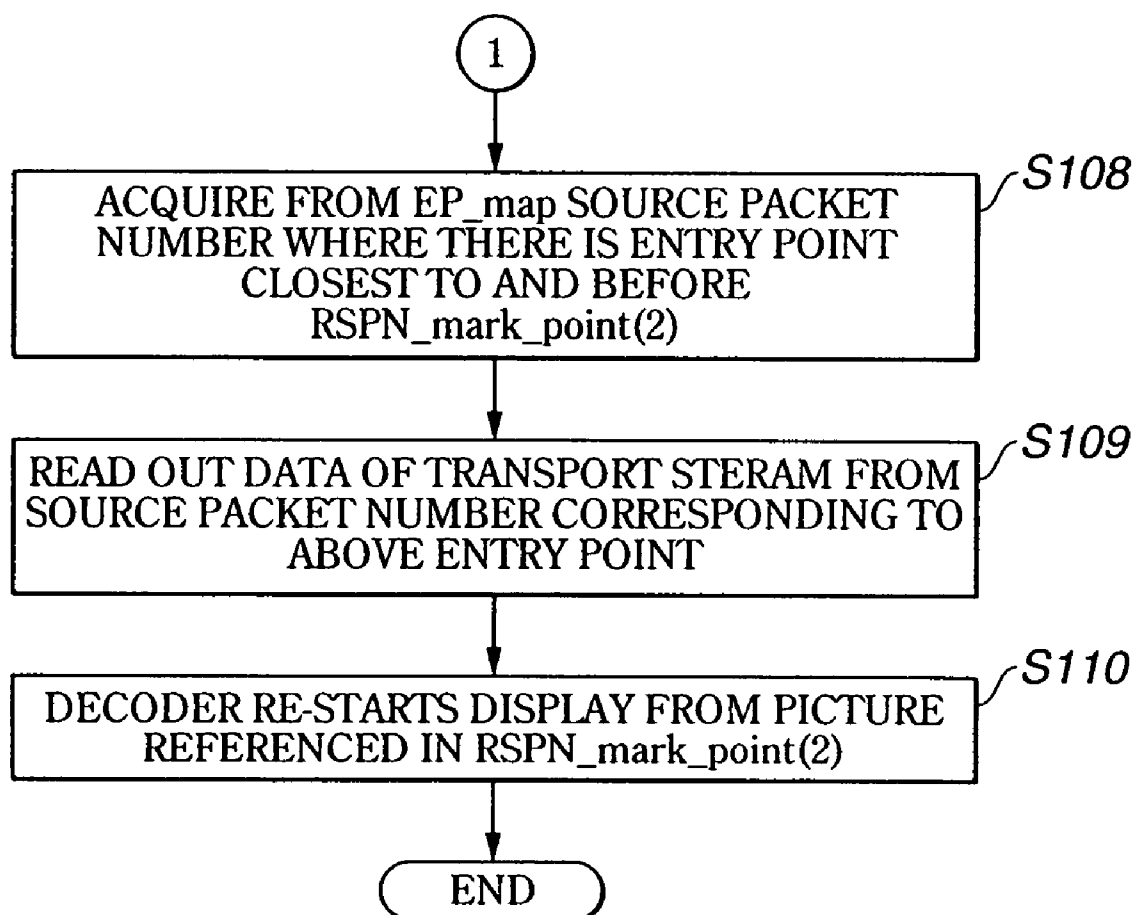 1
S108
ACQUIRE FROM EP_map SOURCE PACKET
NUMBER WHERE THERE IS ENTRY POINT
CLOSEST TO AND BEFORE
RSPN_mark_point(2)
S109
READ OUT DATA OF TRANSPORT STERAM FROM
SOURCE PACKET NUMBER CORRESPONDING TO
ABOVE ENTRY POINT
S110
DECODER RE-STARTS DISPLAY FROM PICTURE
REFERENCED IN RSPN_mark_point(2)
END